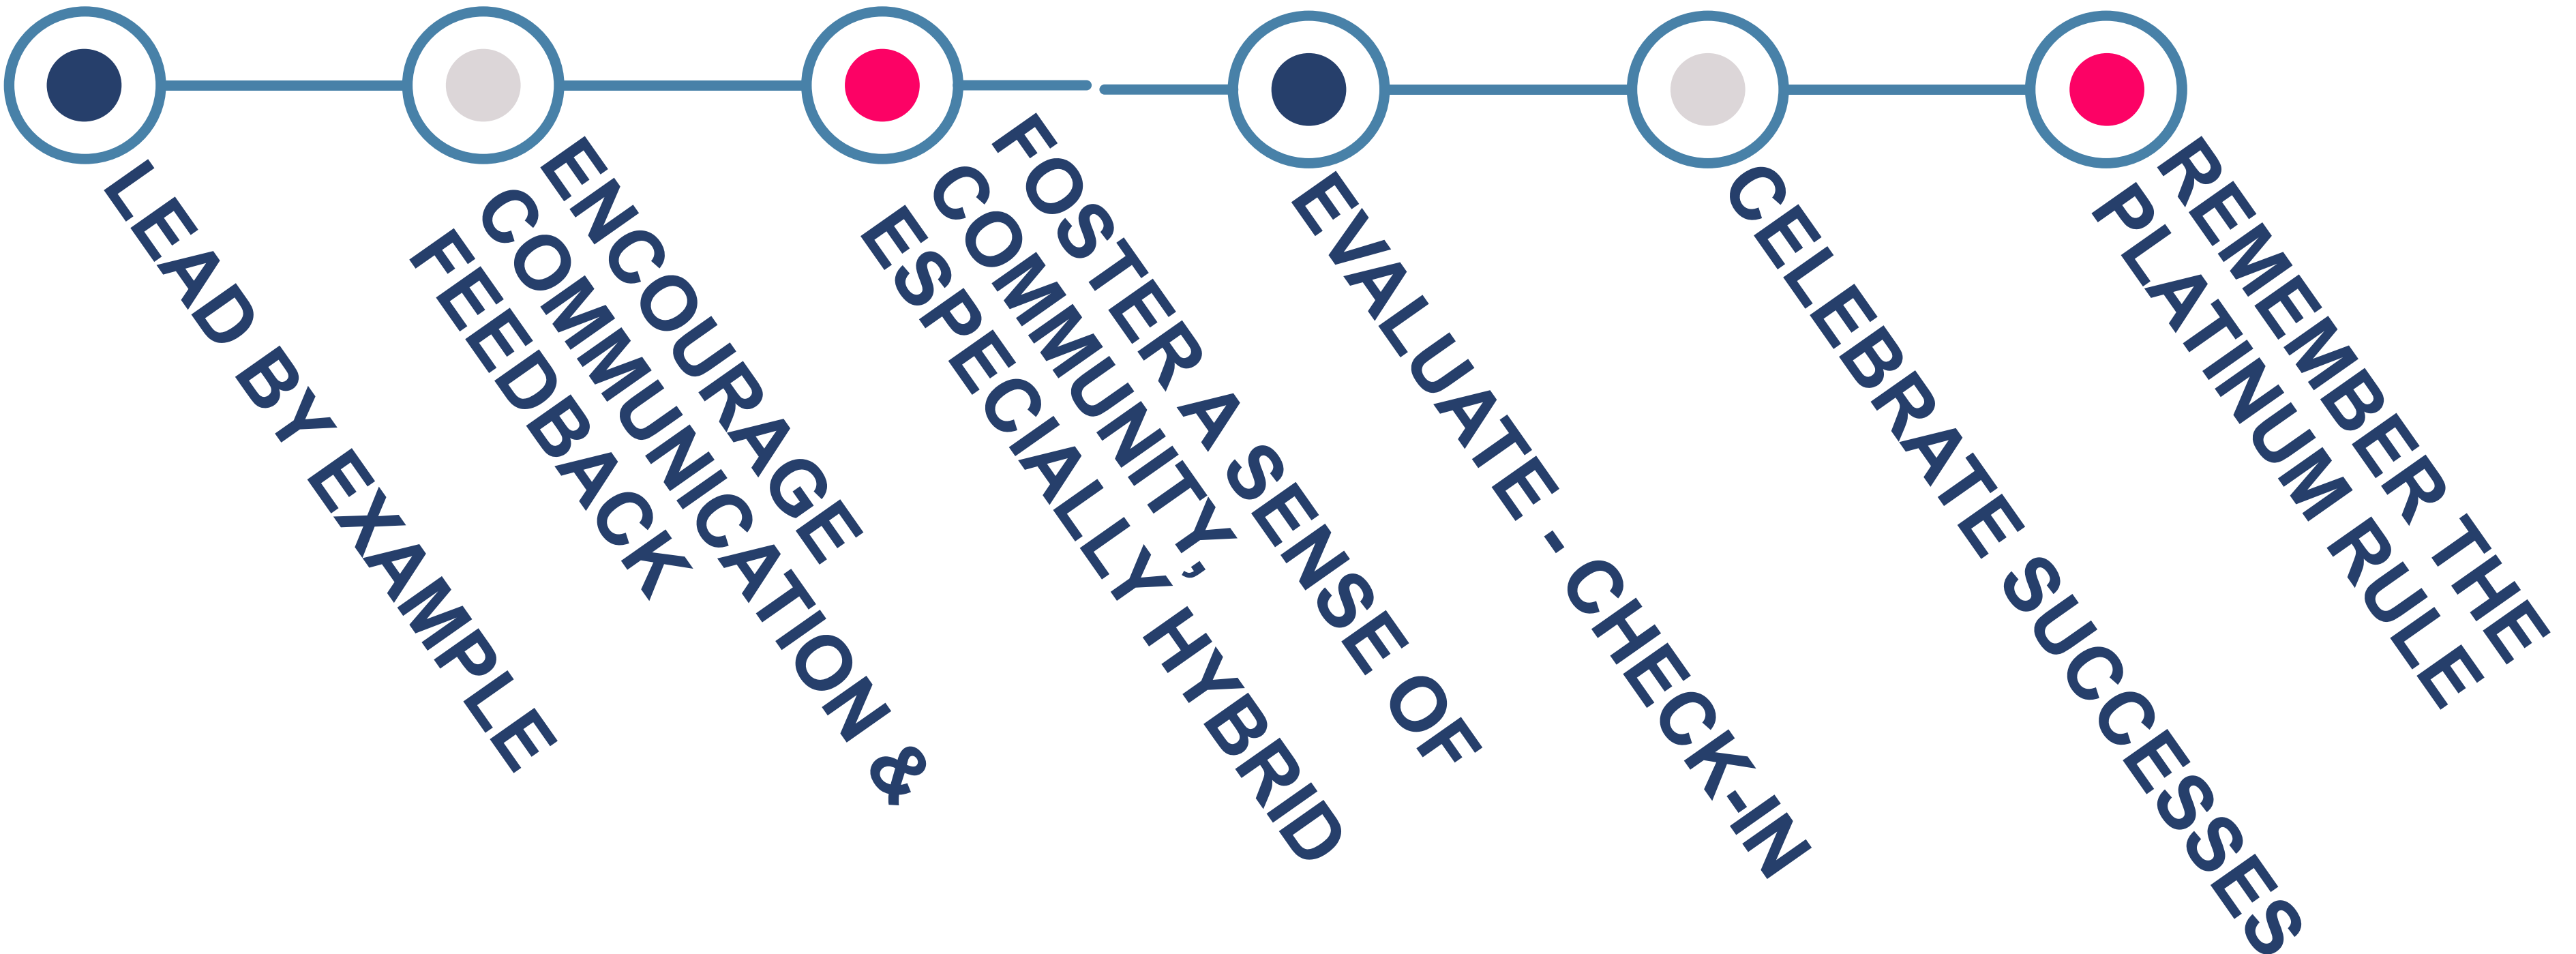 LEAD BY EXAMPLE
ENCOURAGE
COMMUNICATION &
FEEDBACK
FOSTER A SENSE OF
COMMUNITY,
ESPECIALLY HYBRID
EVALUATE - CHECK-IN
CELEBRATE SUCCESSES
REMEMBER THE
PLATINUM RULE